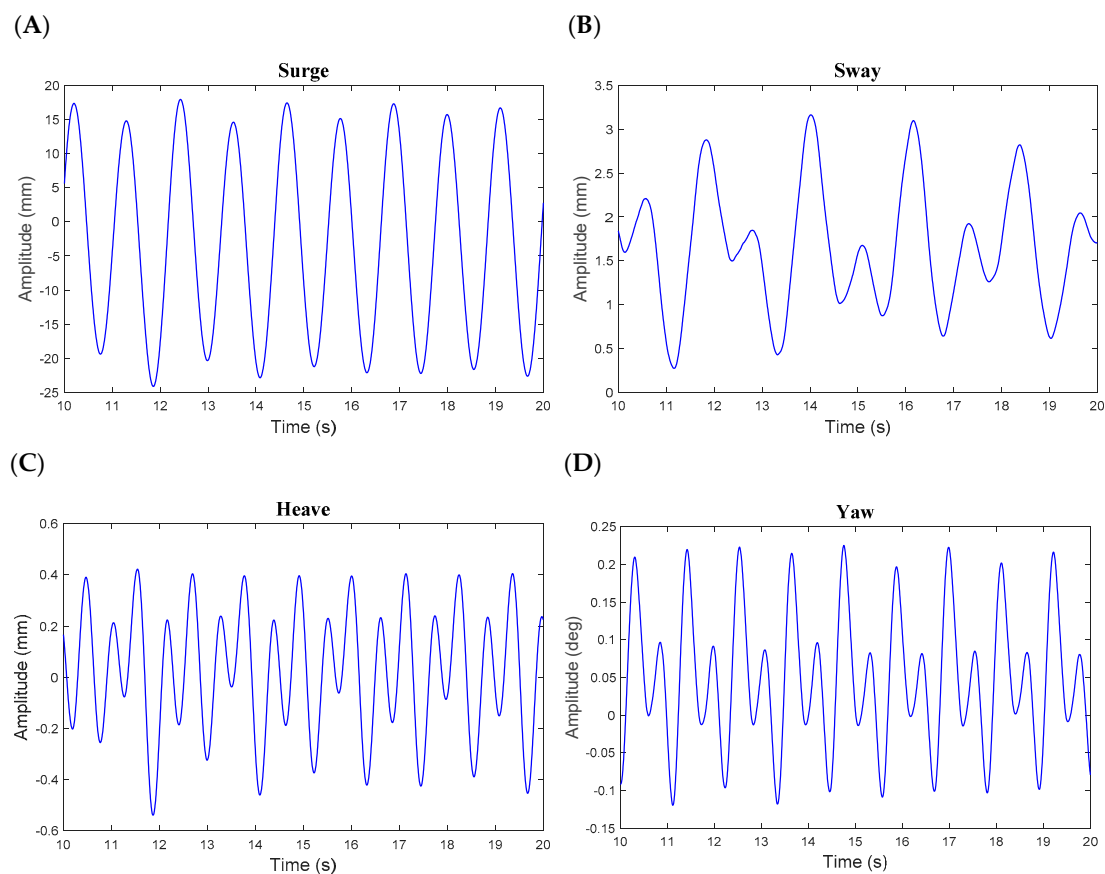 (A)
Surge
20
15
10
5
0
-5
-10
-15
-20
-25
Amplitude (mm)
10 11 12 13 14 15 16 17 18 19 20
Time (s)
(B)
Sway
3.5
3
2.5
2
1.5
1
0.5
0
Amplitude (mm)
10 11 12 13 14 15 16 17 18 19 20
Time (s)
(C)
Heave
0.6
0.4
0.2
0
-0.2
-0.4
-0.6
Amplitude (mm)
10 11 12 13 14 15 16 17 18 19 20
Time (s)
(D)
Yaw
0.25
0.2
0.15
0.1
0.05
0
-0.05
-0.1
-0.15
Amplitude (deg)
10 11 12 13 14 15 16 17 18 19 20
Time (s)